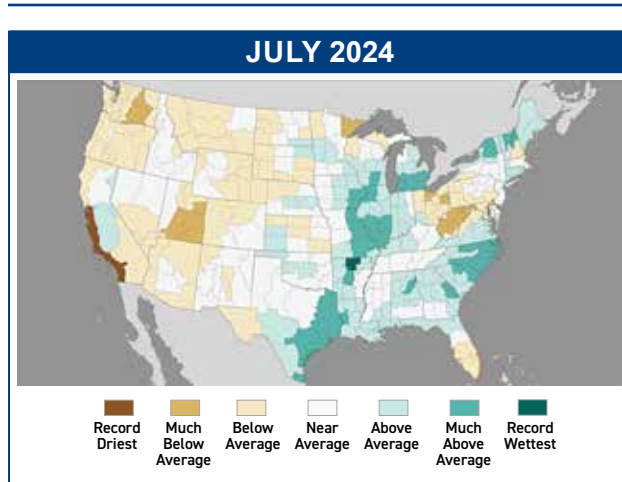 JULY 2024
Record Driest
Much Below Average
Below Average
Near Average
Above Average
Much Above Average
Record Wettest